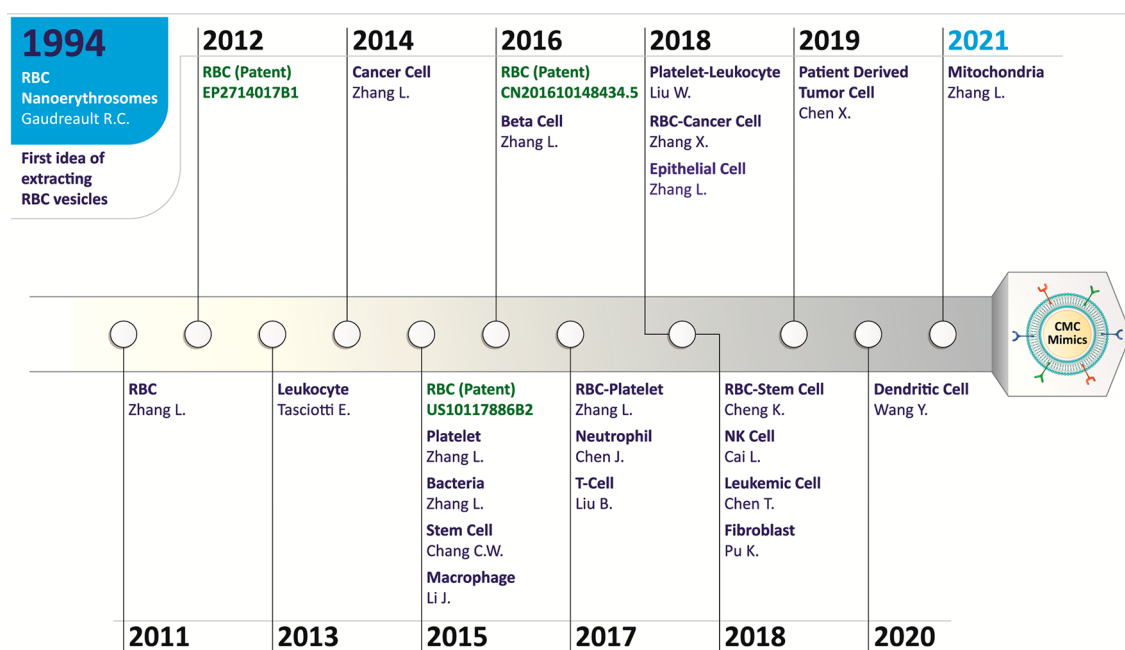 1994
RBC
Nanoerythrosomes
Gaudreault R.C.
First idea of
extracting
RBC vesicles
2012
RBC (Patent)
EP2714017B1
2014
Cancer Cell
Zhang L.
2016
RBC (Patent)
CN201610148434.5
Beta Cell
Zhang L.
2018
Platelet-Leukocyte
Liu W.
RBC-Cancer Cell
Zhang X.
Epithelial Cell
Zhang L.
2019
Patient Derived
Tumor Cell
Chen X.
2021
Mitochondria
Zhang L.
CMC
Mimics
RBC
Zhang L.
2011
Leukocyte
Tasciotti E.
2013
RBC (Patent)
US10117886B2
Platelet
Zhang L.
Bacteria
Zhang L.
Stem Cell
Chang C.W.
Macrophage
Li J.
2015
RBC-Platelet
Zhang L.
Neutrophil
Chen J.
T-Cell
Liu B.
2017
RBC-Stem Cell
Cheng K.
NK Cell
Cai L.
Leukemic Cell
Chen T.
Fibroblast
Pu K.
2018
Dendritic Cell
Wang Y.
2020